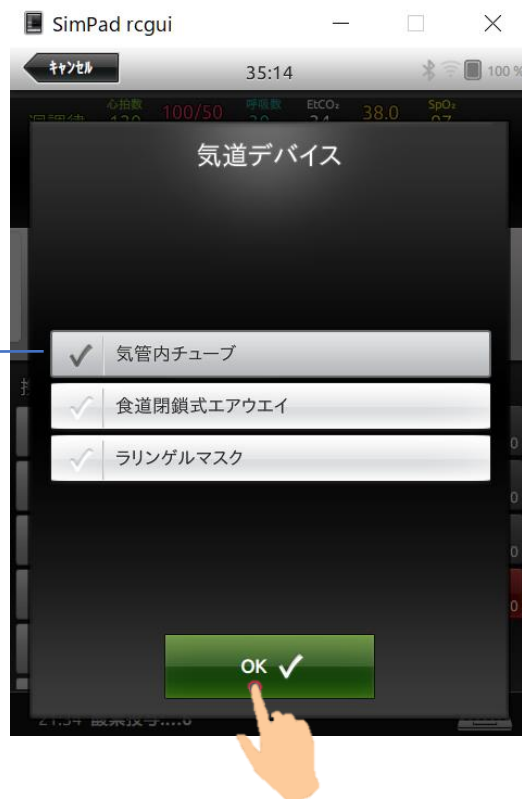 SimPad rcgui
キャンセル
35:14
100 %
心拍数 100/50 呼吸数 EtCO₂ 38.0 SpO₂
気道デバイス
気管内チューブ
食道閉鎖式エアウエイ
ラリンゲルマスク
OK